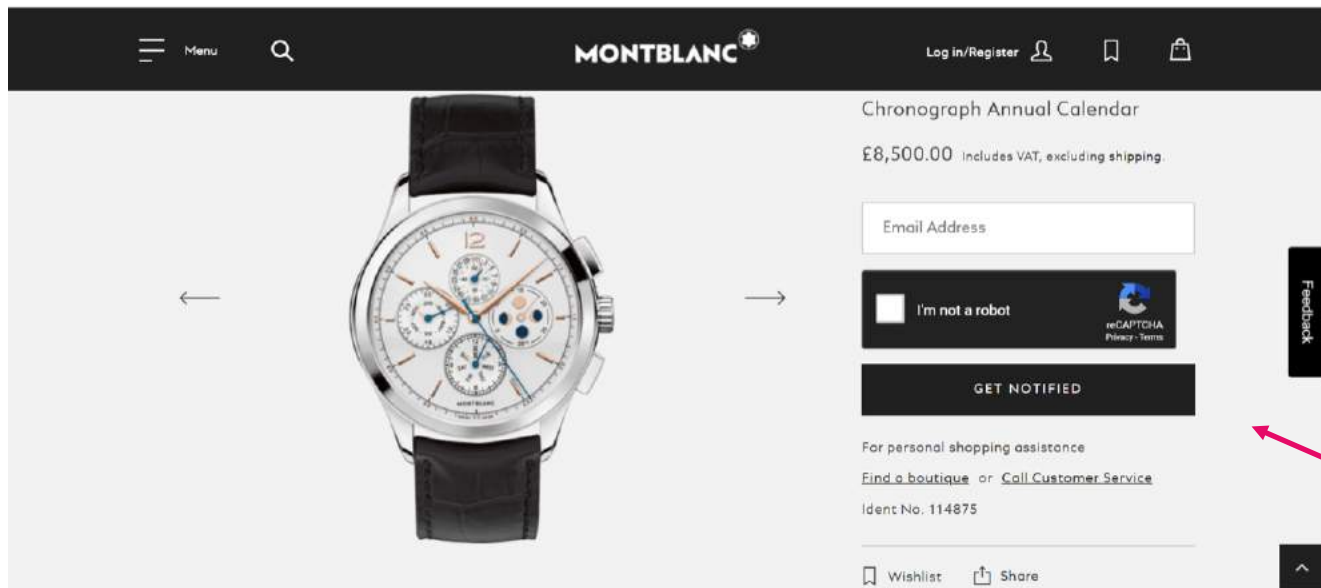 Menu
MONTBLANC
Log in/Register
Chronograph Annual Calendar
£8,500.00 Includes VAT, excluding shipping.
Email Address
I'm not a robot
reCAPTCHA
Privacy - Terms
GET NOTIFIED
Feedback
For personal shopping assistance
Find a boutique or Call Customer Service
Ident No. 114875
Wishlist
Share
12
MONTBLANC